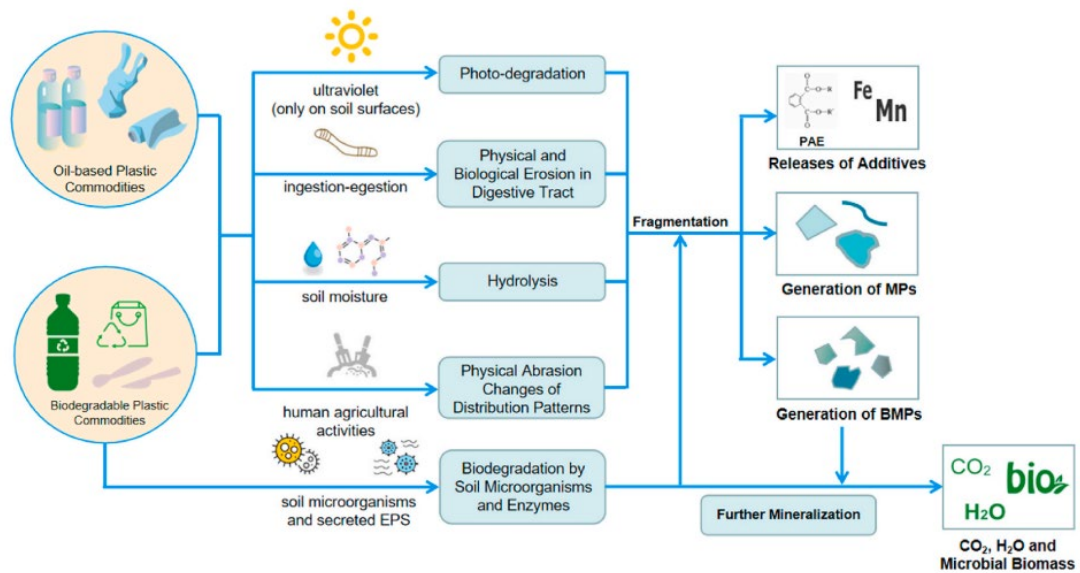 Oil-based Plastic
Commodities
Biodegradable Plastic
Commodities
ultraviolet
(only on soil surfaces)
ingestion-egestion
soil moisture
human agricultural
activities
soil microorganisms
and secreted EPS
Photo-degradation
Physical and
Biological Erosion in
Digestive Tract
Hydrolysis
Physical Abrasion
Changes of
Distribution Patterns
Biodegradation by
Soil Microorganisms
and Enzymes
Fragmentation
O
C—O—R
C—O—R'
O
PAE
Fe
Mn
Releases of Additives
Generation of MPs
Generation of BMPs
Further Mineralization
CO₂
bio
H₂O
CO₂, H₂O and
Microbial Biomass